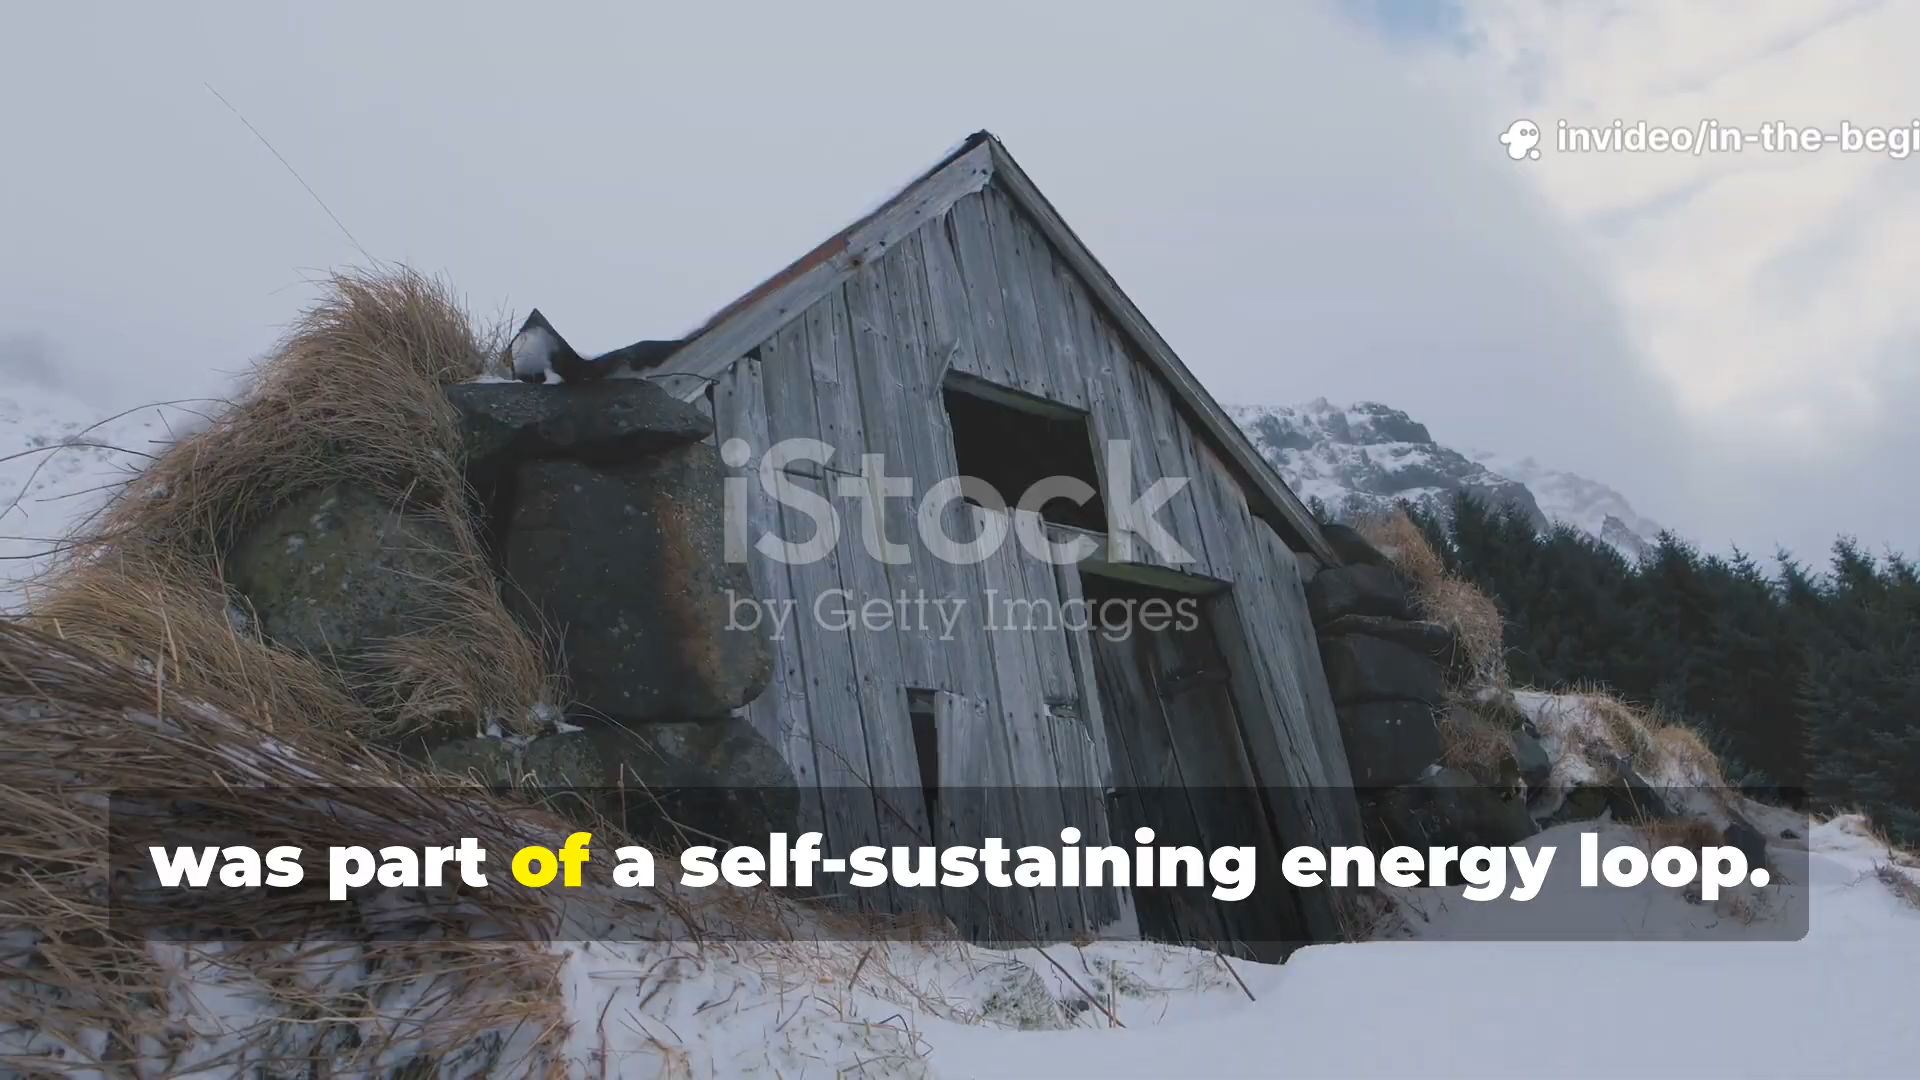 invideo/in-the-begi
iStock
by Getty Images
was part of a self-sustaining energy loop.